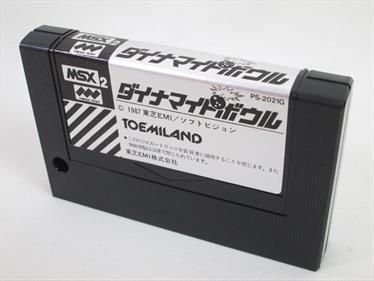 MSX2 ダイナマイトボウル
MSX2
PS-2021G
ダイナマイトボウル
© 1987 東芝EMI/ソフトビジョン
TOEMILAND
東芝EMI株式会社